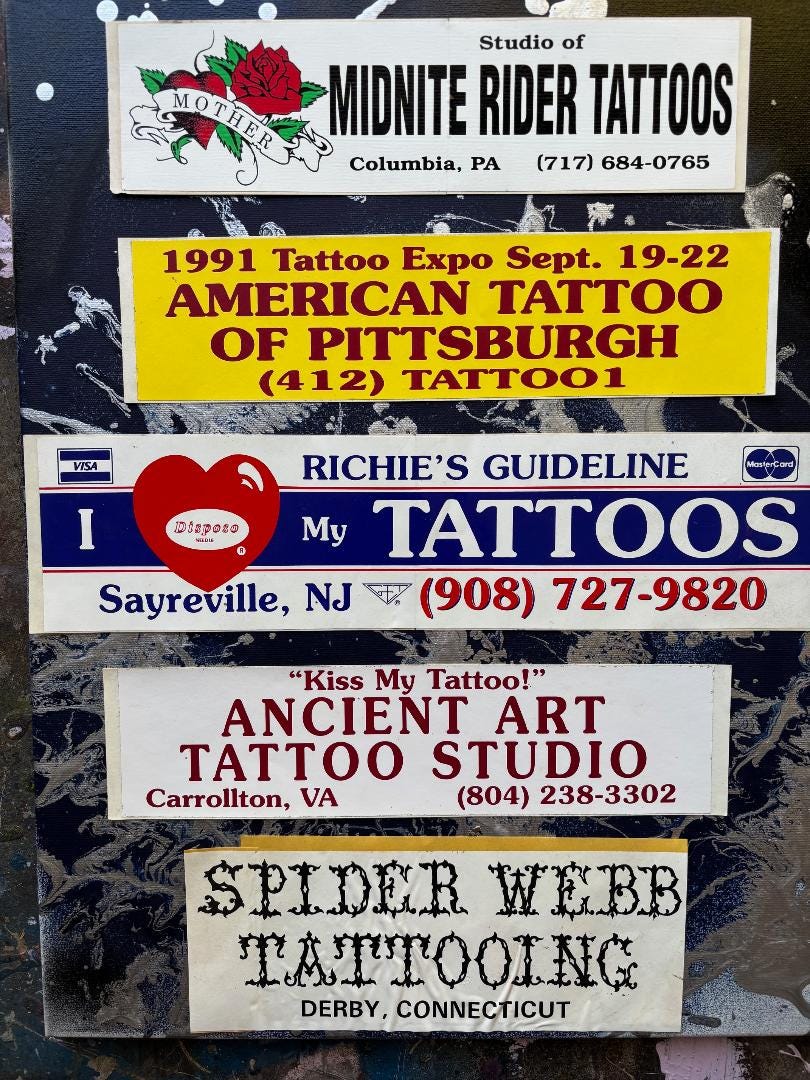 Studio of
MIDNITE RIDER TATTOOS
MOTHER
Columbia, PA (717) 684-0765
1991 Tattoo Expo Sept. 19-22
AMERICAN TATTOO
OF PITTSBURGH
(412) TATTOO1
VISA RICHIE'S GUIDELINE MasterCard
I My TATTOOS
Disposo
NEEDLE
®
Sayreville, NJ (908) 727-9820
"Kiss My Tattoo!"
ANCIENT ART
TATTOO STUDIO
Carrollton, VA (804) 238-3302
SPIDER WEBB
TATTOOING
DERBY, CONNECTICUT